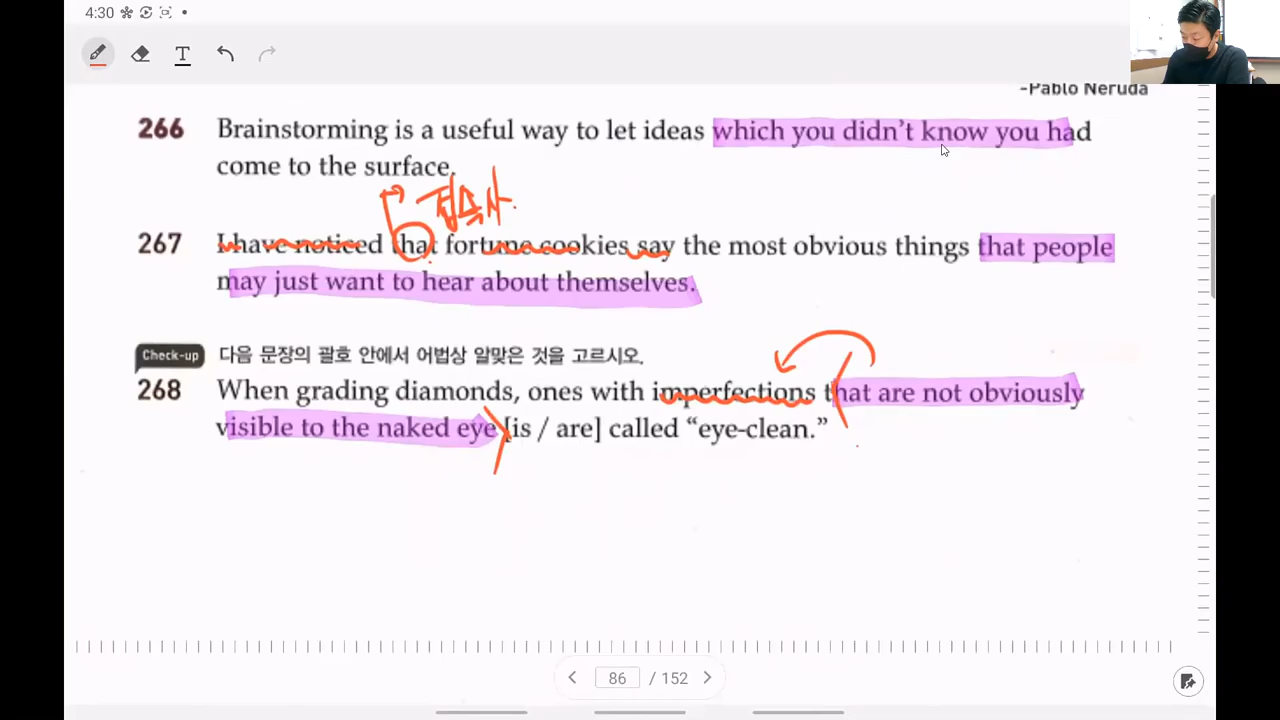 4:30
-Pablo Neruda
266 Brainstorming is a useful way to let ideas which you didn't know you had
come to the surface.
접속사
267 I have noticed that fortune cookies say the most obvious things that people
may just want to hear about themselves.
Check-up 다음 문장의 괄호 안에서 어법상 알맞은 것을 고르시오.
268 When grading diamonds, ones with imperfections that are not obviously
visible to the naked eye [is / are] called “eye-clean.”
86 / 152